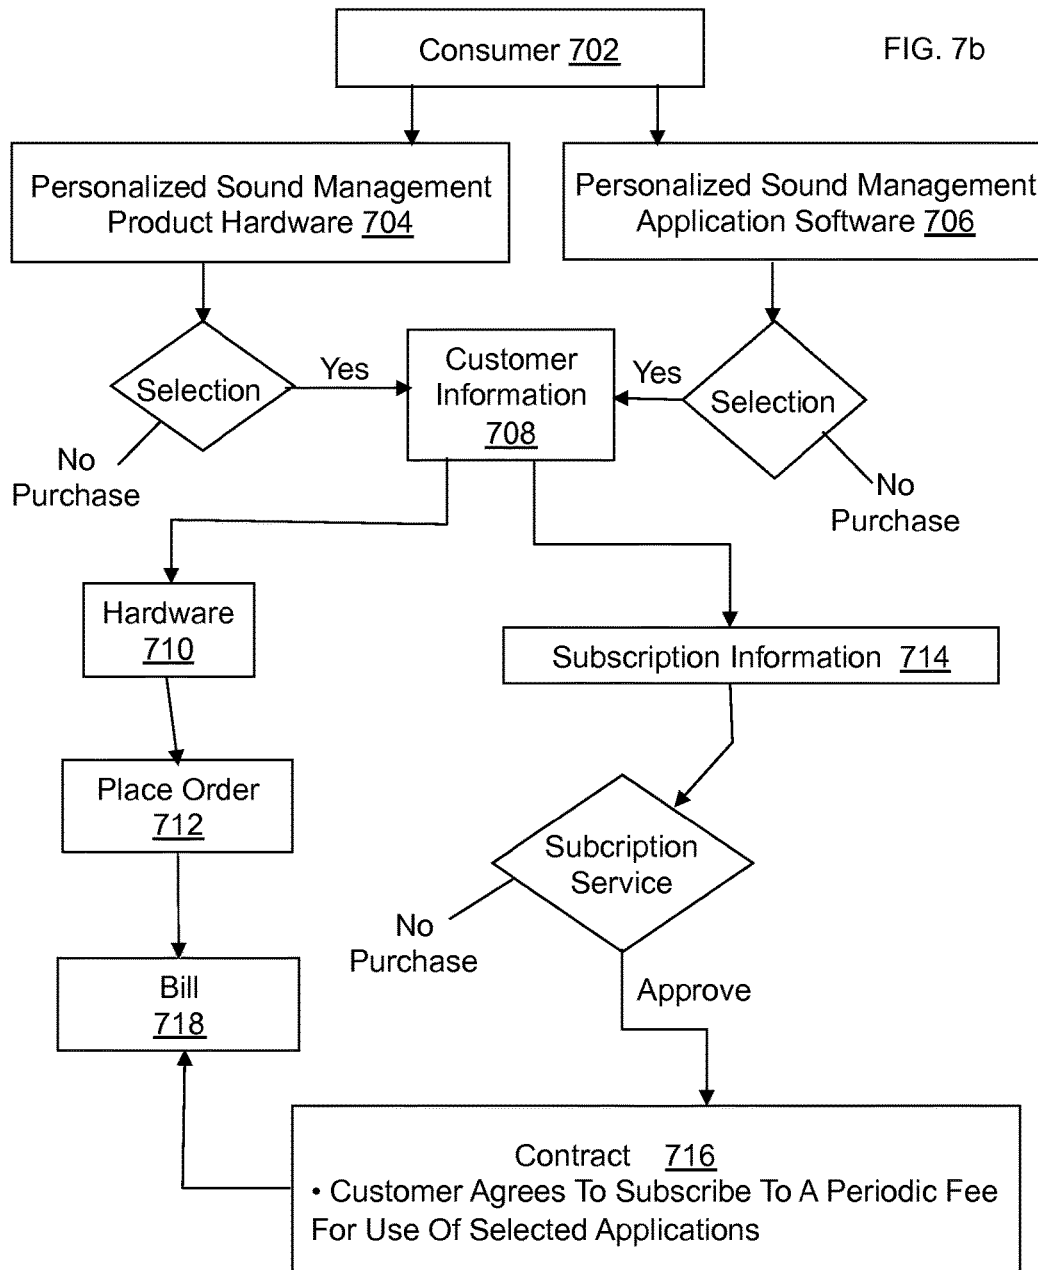 Consumer 702
FIG. 7b
Personalized Sound Management
Product Hardware 704
Personalized Sound Management
Application Software 706
Selection
Yes
Customer
Information
708
Yes
Selection
No
Purchase
No
Purchase
Hardware
710
Subscription Information 714
Place Order
712
Subcription
Service
No
Purchase
Approve
Bill
718
Contract 716
• Customer Agrees To Subscribe To A Periodic Fee
For Use Of Selected Applications